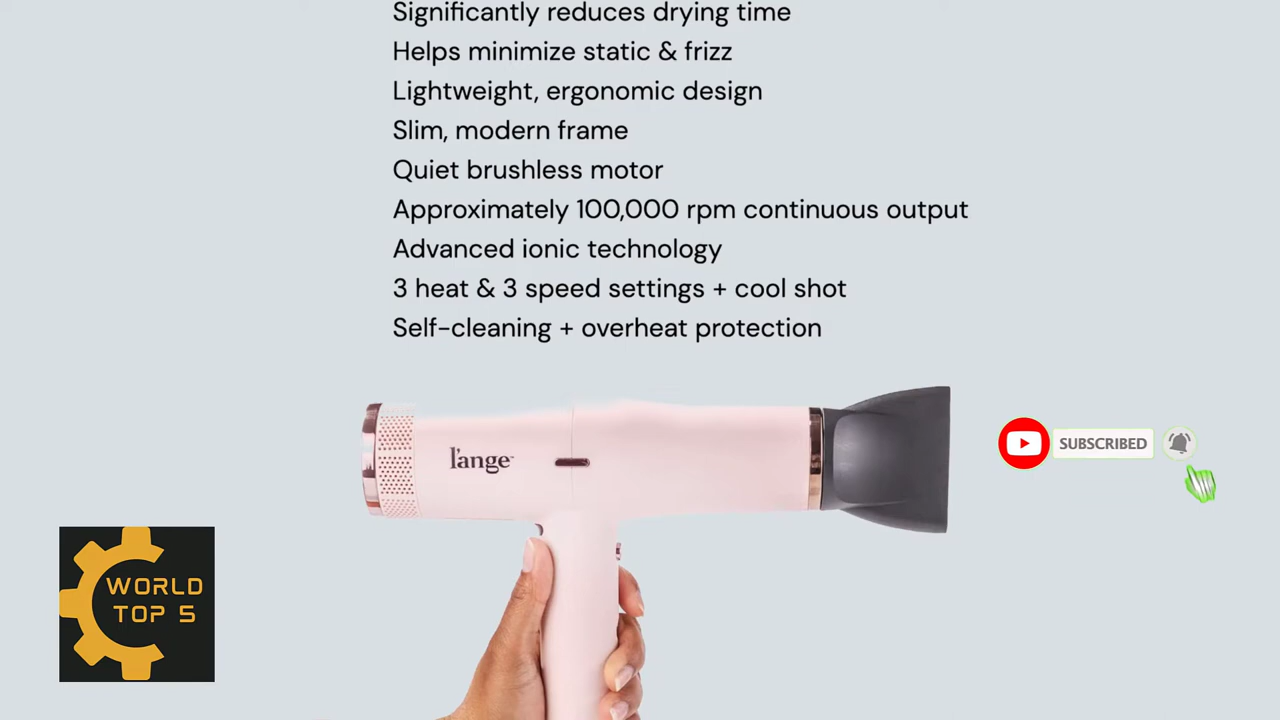 Significantly reduces drying time
Helps minimize static & frizz
Lightweight, ergonomic design
Slim, modern frame
Quiet brushless motor
Approximately 100,000 rpm continuous output
Advanced ionic technology
3 heat & 3 speed settings + cool shot
Self-cleaning + overheat protection
l'ange™
SUBSCRIBED
WORLD
TOP 5